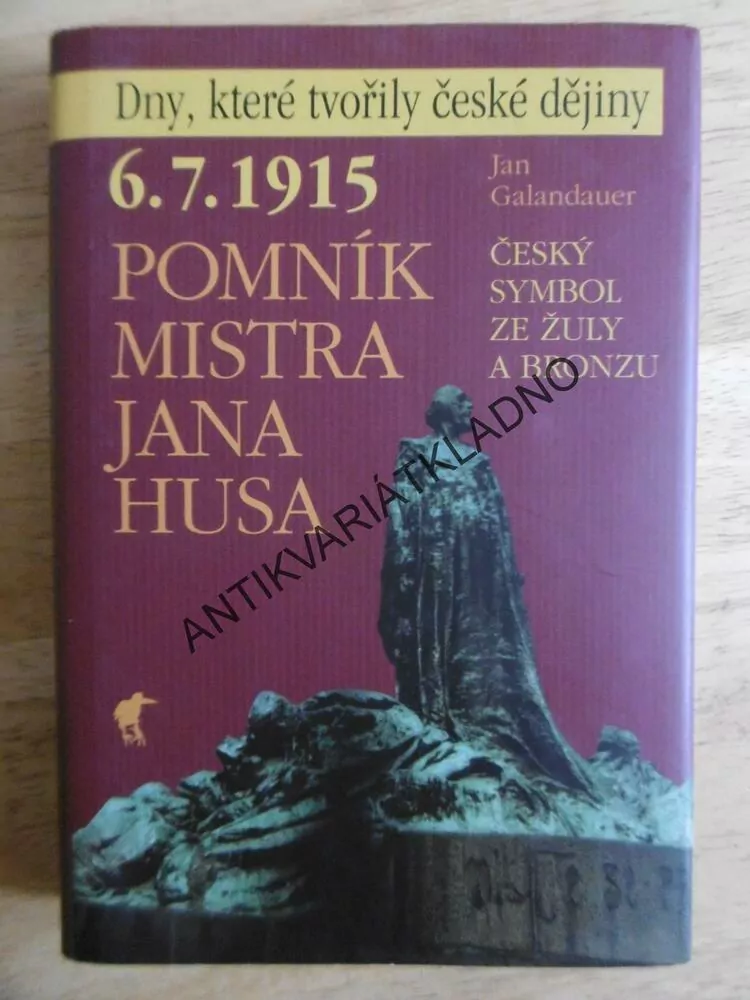 Dny, které tvořily české dějiny
6.7.1915
Jan
Galandauer
POMNÍK
MISTRA
JANA
HUSA
ČESKÝ
SYMBOL
ZE ŽULY
A BRONZU
ANTIKVARIÁTKLADNO